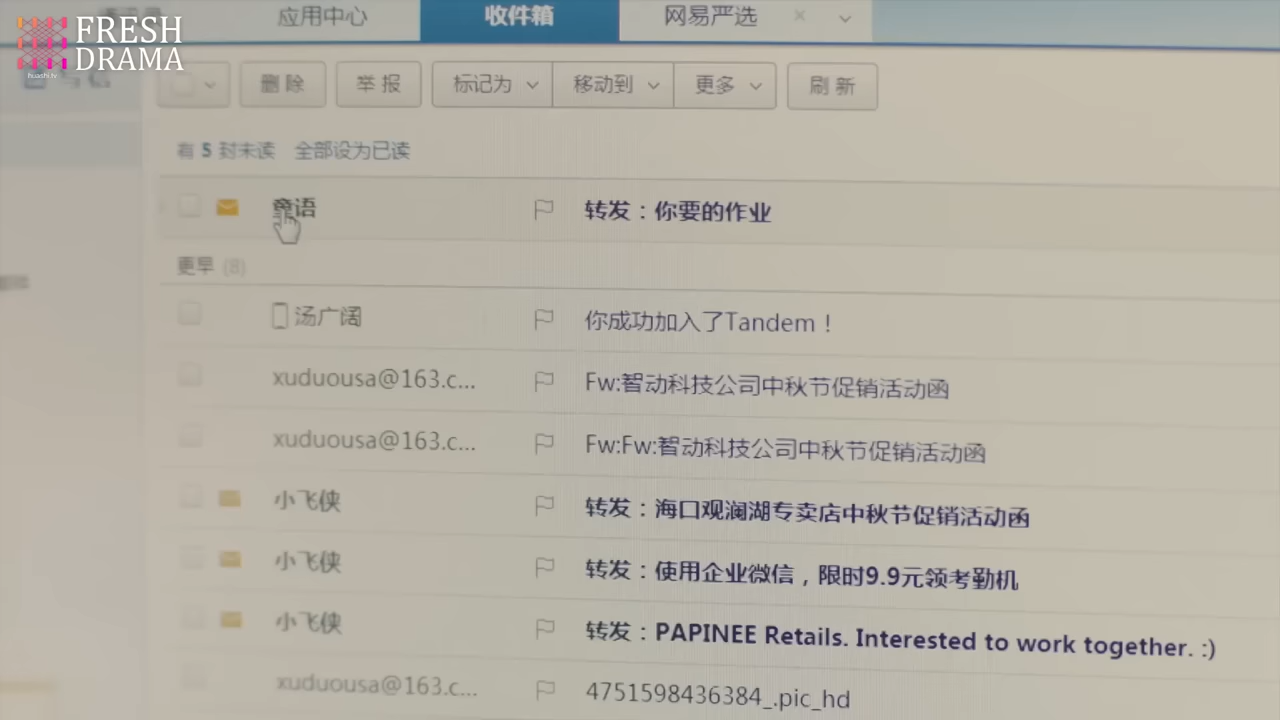 应用中心 收件箱 网易严选
FRESH
DRAMA
huashi.tv
删除 举报 标记为 移动到 更多 刷新
有 5 封未读 全部设为已读
童语 转发：你要的作业
更早 (8)
汤广阔 你成功加入了Tandem！
xuduousa@163.c... Fw:智动科技公司中秋节促销活动函
xuduousa@163.c... Fw:Fw:智动科技公司中秋节促销活动函
小飞侠 转发：海口观澜湖专卖店中秋节促销活动函
小飞侠 转发：使用企业微信，限时9.9元领考勤机
小飞侠 转发：PAPINEE Retails. Interested to work together. :)
xuduousa@163.c... 4751598436384_.pic_hd